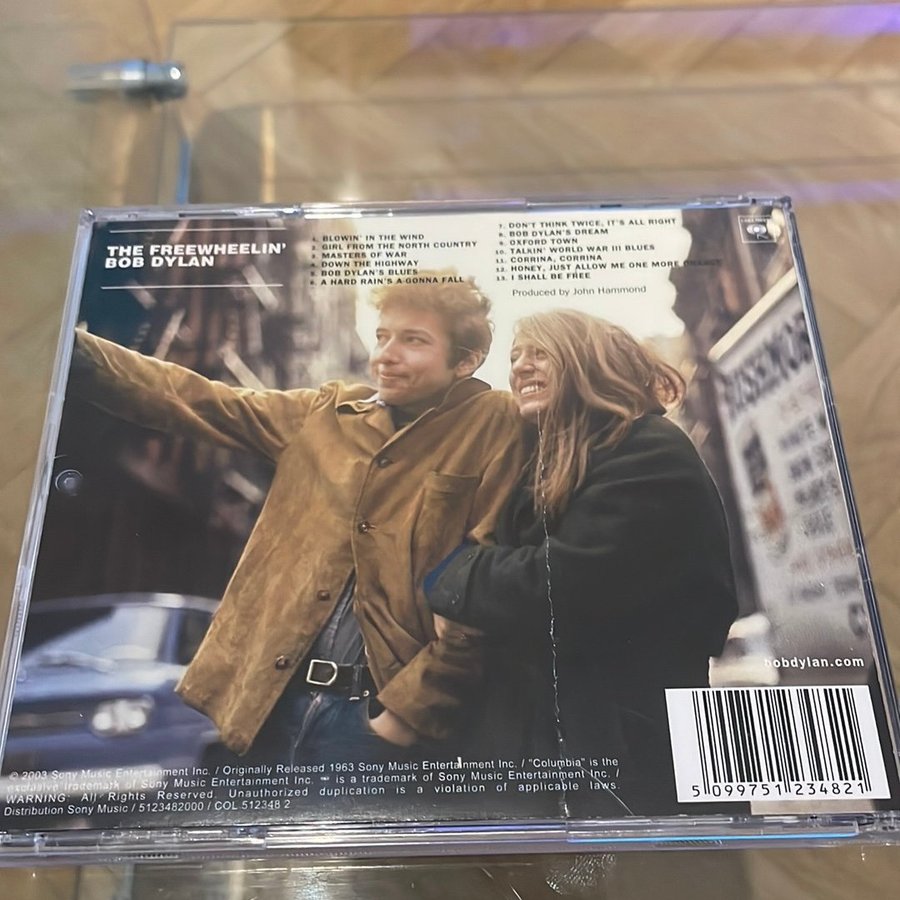 THE FREEWHEELIN'
BOB DYLAN
1. BLOWIN' IN THE WIND
2. GIRL FROM THE NORTH COUNTRY
3. MASTERS OF WAR
4. DOWN THE HIGHWAY
5. BOB DYLAN'S BLUES
6. A HARD RAIN'S A-GONNA FALL
7. DON'T THINK TWICE, IT'S ALL RIGHT
8. BOB DYLAN'S DREAM
9. OXFORD TOWN
10. TALKIN' WORLD WAR III BLUES
11. CORRINA, CORRINA
12. HONEY, JUST ALLOW ME ONE MORE CHANCE
13. I SHALL BE FREE
Produced by John Hammond
COLUMBIA
bobdylan.com
© 2003 Sony Music Entertainment Inc. / Originally Released 1963 Sony Music Entertainment Inc. / "Columbia" is the
exclusive trademark of Sony Music Entertainment Inc. is a trademark of Sony Music Entertainment Inc. /
WARNING: All Rights Reserved. Unauthorized duplication is a violation of applicable laws.
Distribution Sony Music / 5123482000 / COL 512348 2
5 099751 234821